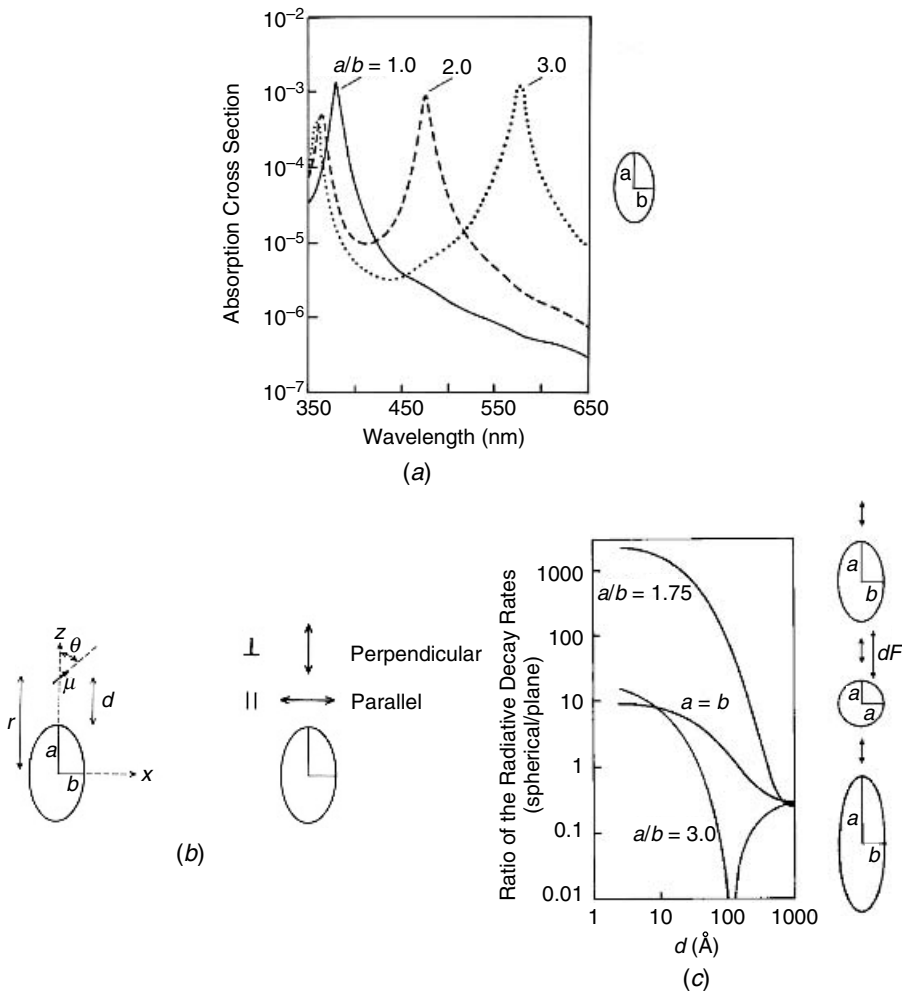 10⁻²
10⁻³
10⁻⁴
10⁻⁵
10⁻⁶
10⁻⁷
Absorption Cross Section
a/b = 1.0
2.0
3.0
350
450
550
650
Wavelength (nm)
a
b
(a)
z
θ
μ
r
d
a
b
x
⊥
Perpendicular
||
Parallel
(b)
Ratio of the Radiative Decay Rates
(spherical/plane)
1000
100
10
1
0.1
0.01
a/b = 1.75
a = b
a/b = 3.0
1
10
100
1000
d (Å)
a
b
dF
a
a
a
b
(c)